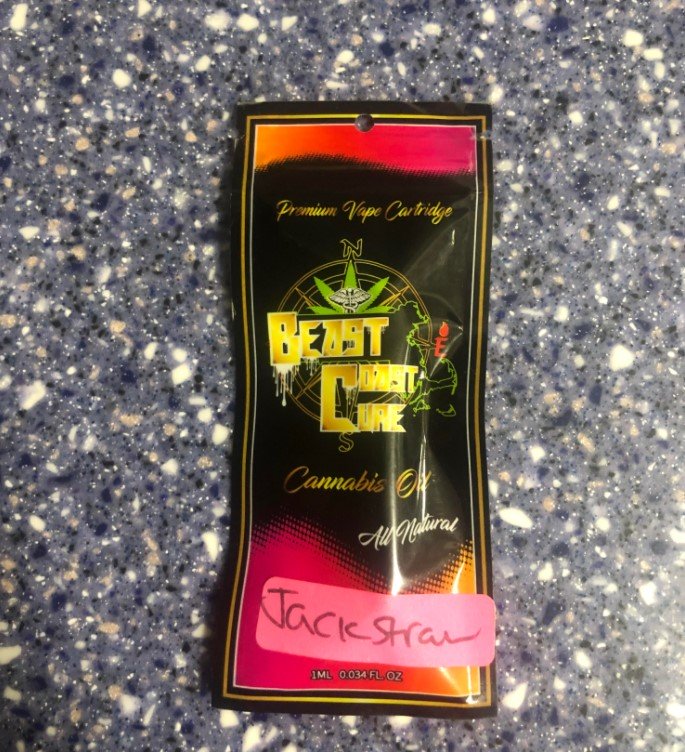 Premium Vape Cartridge
N
BEAST
E
COAST
CURE
S
Cannabis Oil
All Natural
Jackstraw
1ML 0.034 FL. OZ